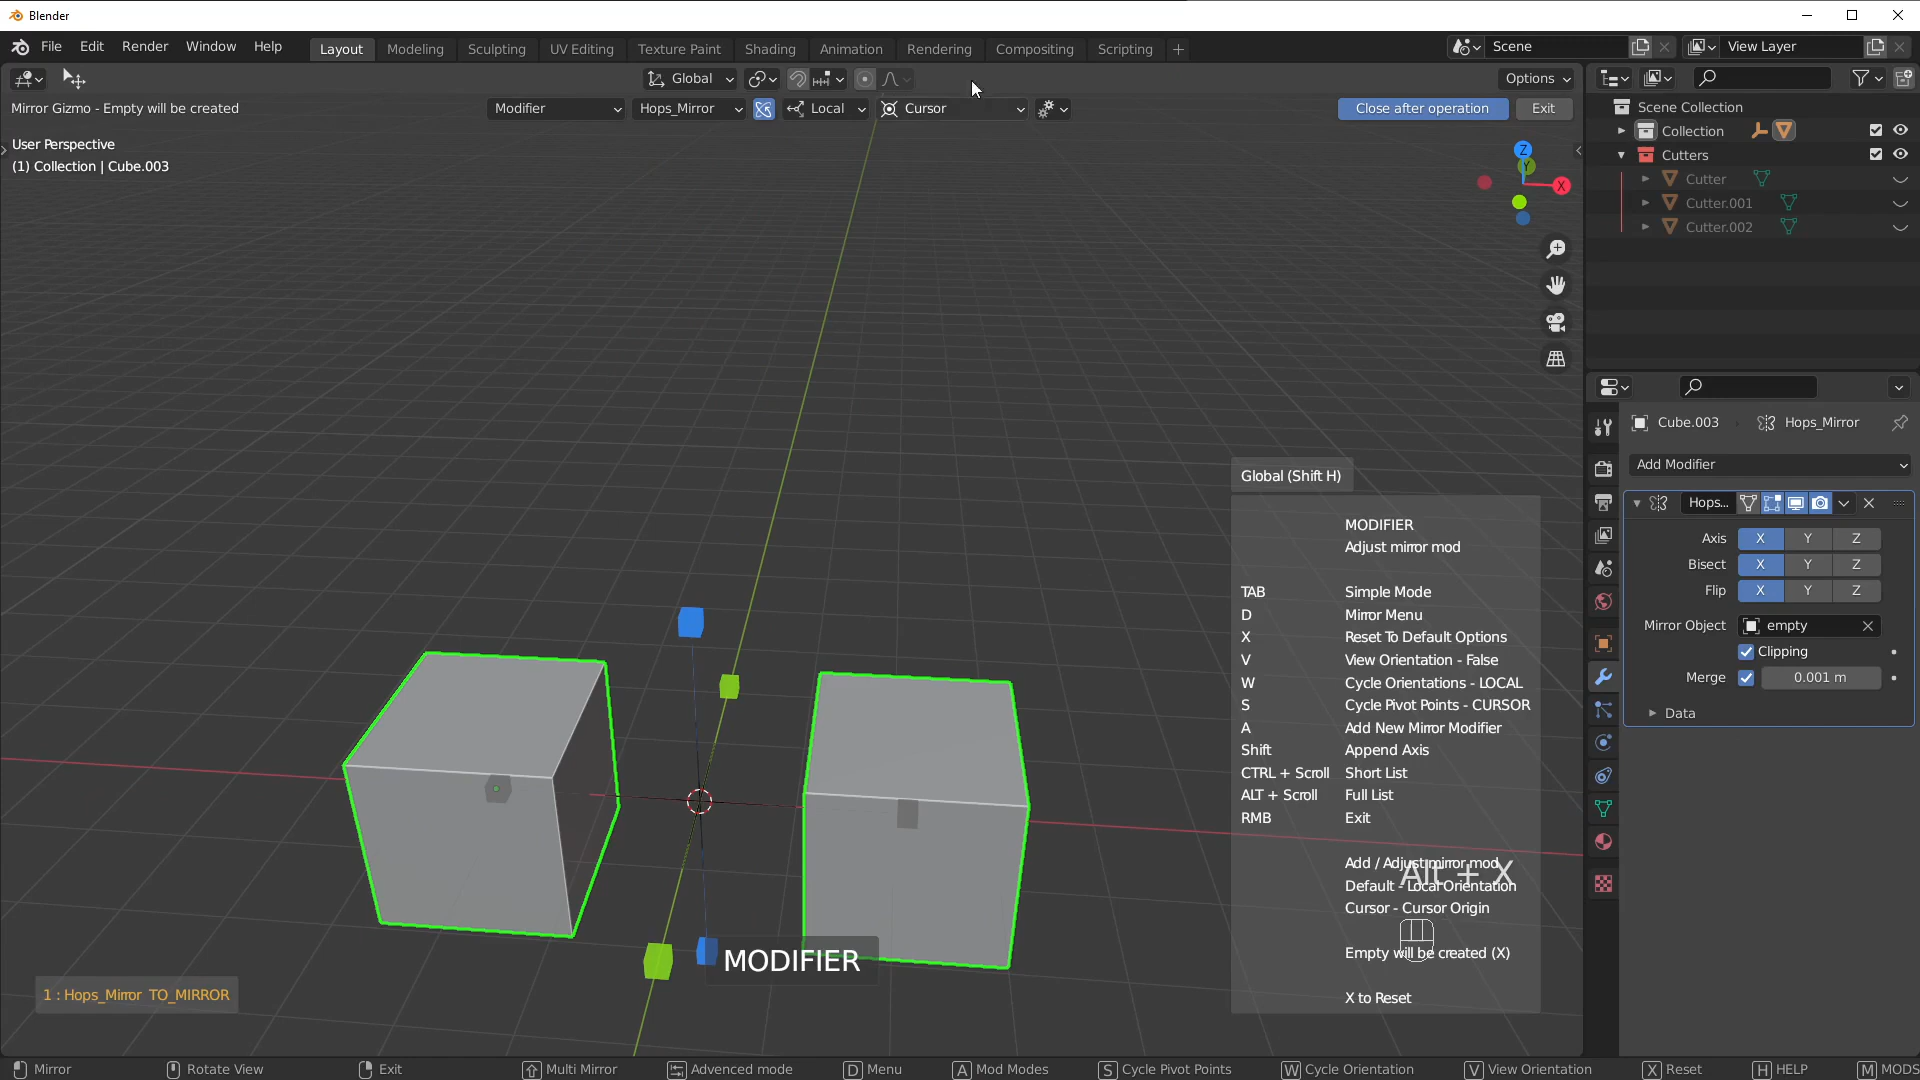 Blender
File Edit Render Window Help
Layout Modeling Sculpting UV Editing Texture Paint Shading Animation Rendering Compositing Scripting +
Scene
View Layer
Global
Options
Mirror Gizmo - Empty will be created
Modifier
Hops_Mirror
Local
Cursor
Close after operation
Exit
User Perspective
(1) Collection | Cube.003
Z
Y
X
Scene Collection
Collection
Cutters
Cutter
Cutter.001
Cutter.002
Cube.003
Hops_Mirror
Add Modifier
Hops...
Axis X Y Z
Bisect X Y Z
Flip X Y Z
Mirror Object empty
Clipping
Merge 0.001 m
Data
Global (Shift H)
MODIFIER
Adjust mirror mod
TAB Simple Mode
D Mirror Menu
X Reset To Default Options
V View Orientation - False
W Cycle Orientations - LOCAL
S Cycle Pivot Points - CURSOR
A Add New Mirror Modifier
Shift Append Axis
CTRL + Scroll Short List
ALT + Scroll Full List
RMB Exit
Add / Adjust mirror mod
Alt + X
Default - Local Orientation
Cursor - Cursor Origin
Empty will be created (X)
X to Reset
MODIFIER
1 : Hops_Mirror TO_MIRROR
Mirror
Rotate View
Exit
Multi Mirror
Advanced mode
D Menu
A Mod Modes
S Cycle Pivot Points
W Cycle Orientation
V View Orientation
X Reset
H HELP
M MODS